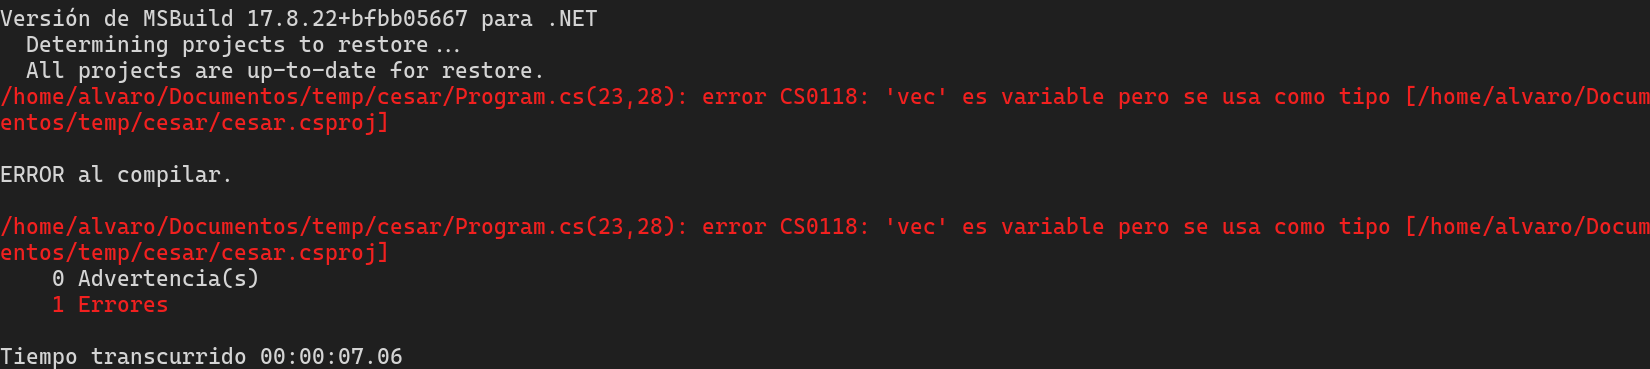 Versión de MSBuild 17.8.22+bfbb05667 para .NET
  Determining projects to restore...
  All projects are up-to-date for restore.
/home/alvaro/Documentos/temp/cesar/Program.cs(23,28): error CS0118: 'vec' es variable pero se usa como tipo [/home/alvaro/Docum
entos/temp/cesar/cesar.csproj]

ERROR al compilar.

/home/alvaro/Documentos/temp/cesar/Program.cs(23,28): error CS0118: 'vec' es variable pero se usa como tipo [/home/alvaro/Docum
entos/temp/cesar/cesar.csproj]
    0 Advertencia(s)
    1 Errores

Tiempo transcurrido 00:00:07.06